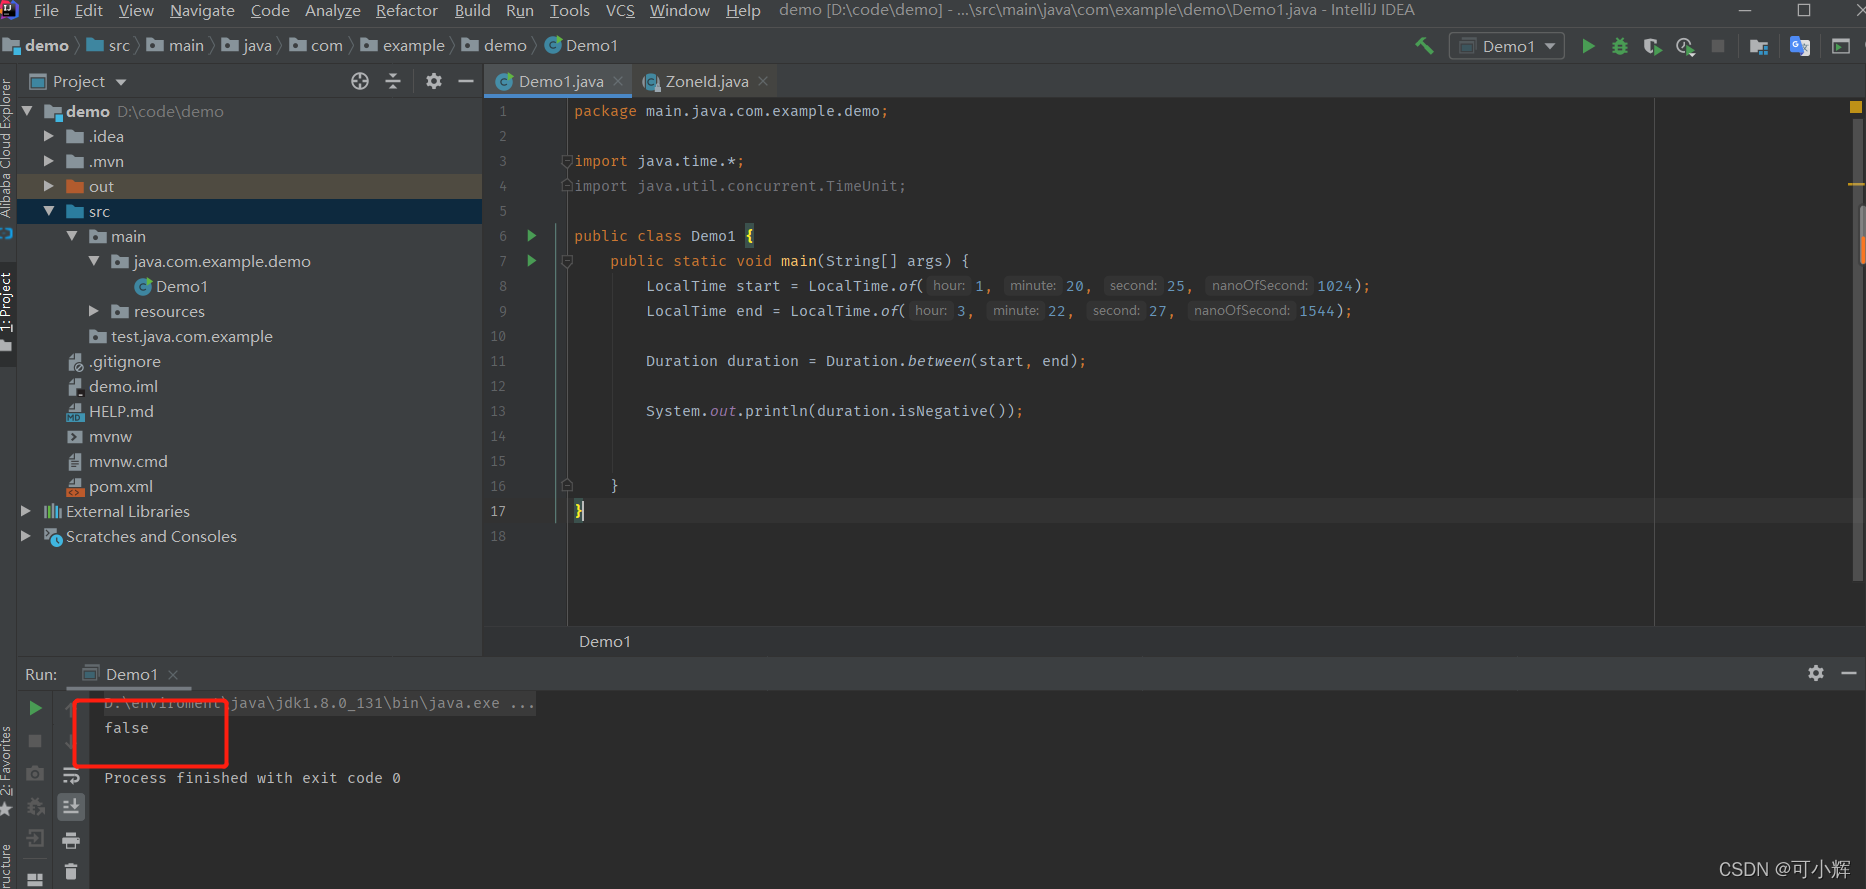 File Edit View Navigate Code Analyze Refactor Build Run Tools VCS Window Help demo [D:\code\demo] - ...\src\main\java\com\example\demo\Demo1.java - IntelliJ IDEA
demo src main java com example demo Demo1 Demo1
Project
Demo1.java ZoneId.java
Alibaba Cloud Explorer
1: Project
demo D:\code\demo
.idea
.mvn
out
src
main
java.com.example.demo
Demo1
resources
test.java.com.example
.gitignore
demo.iml
HELP.md
mvnw
mvnw.cmd
pom.xml
External Libraries
Scratches and Consoles
1 package main.java.com.example.demo;
2
3 import java.time.*;
4 import java.util.concurrent.TimeUnit;
5
6 public class Demo1 {
7 public static void main(String[] args) {
8 LocalTime start = LocalTime.of( hour: 1, minute: 20, second: 25, nanoOfSecond: 1024);
9 LocalTime end = LocalTime.of( hour: 3, minute: 22, second: 27, nanoOfSecond: 1544);
10
11 Duration duration = Duration.between(start, end);
12
13 System.out.println(duration.isNegative());
14
15
16 }
17 }
18
Demo1
Run: Demo1
D:\enviroment\java\jdk1.8.0_131\bin\java.exe ...
false
Process finished with exit code 0
2: Favorites
ructure
CSDN @可小辉